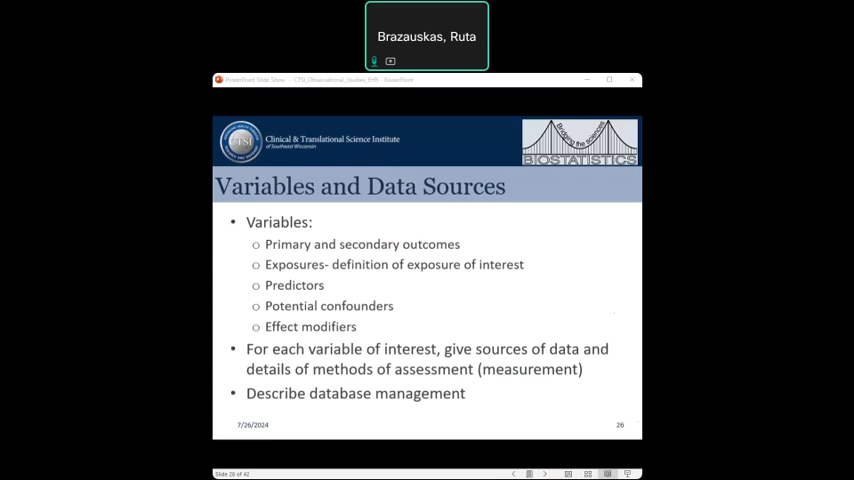 Brazauskas, Ruta
PowerPoint Slide Show - CTSI_Observational_Studies_EHR - PowerPoint
CTSI
Clinical & Translational Science Institute
of Southeast Wisconsin
Bridging the sciences
BIOSTATISTICS
Variables and Data Sources
• Variables:
o Primary and secondary outcomes
o Exposures- definition of exposure of interest
o Predictors
o Potential confounders
o Effect modifiers
• For each variable of interest, give sources of data and
details of methods of assessment (measurement)
• Describe database management
7/26/2024
26
Slide 26 of 42